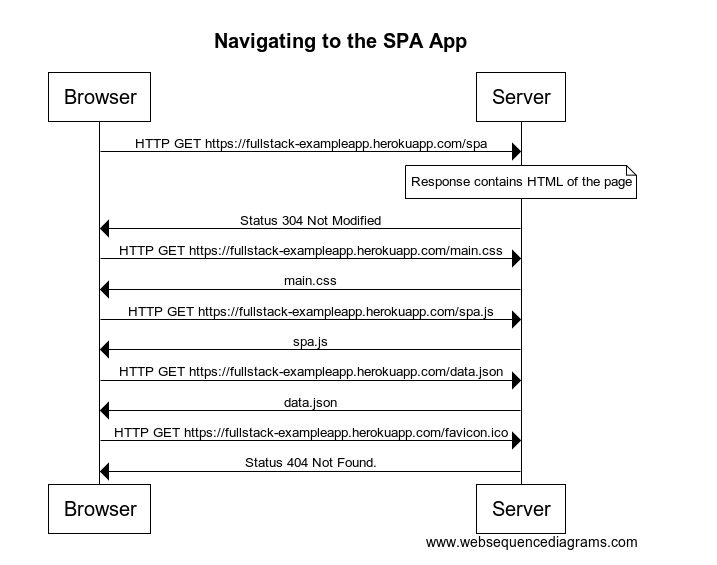 Navigating to the SPA App
Browser
Server
HTTP GET https://fullstack-exampleapp.herokuapp.com/spa
Response contains HTML of the page
Status 304 Not Modified
HTTP GET https://fullstack-exampleapp.herokuapp.com/main.css
main.css
HTTP GET https://fullstack-exampleapp.herokuapp.com/spa.js
spa.js
HTTP GET https://fullstack-exampleapp.herokuapp.com/data.json
data.json
HTTP GET https://fullstack-exampleapp.herokuapp.com/favicon.ico
Status 404 Not Found.
Browser
Server
www.websequencediagrams.com